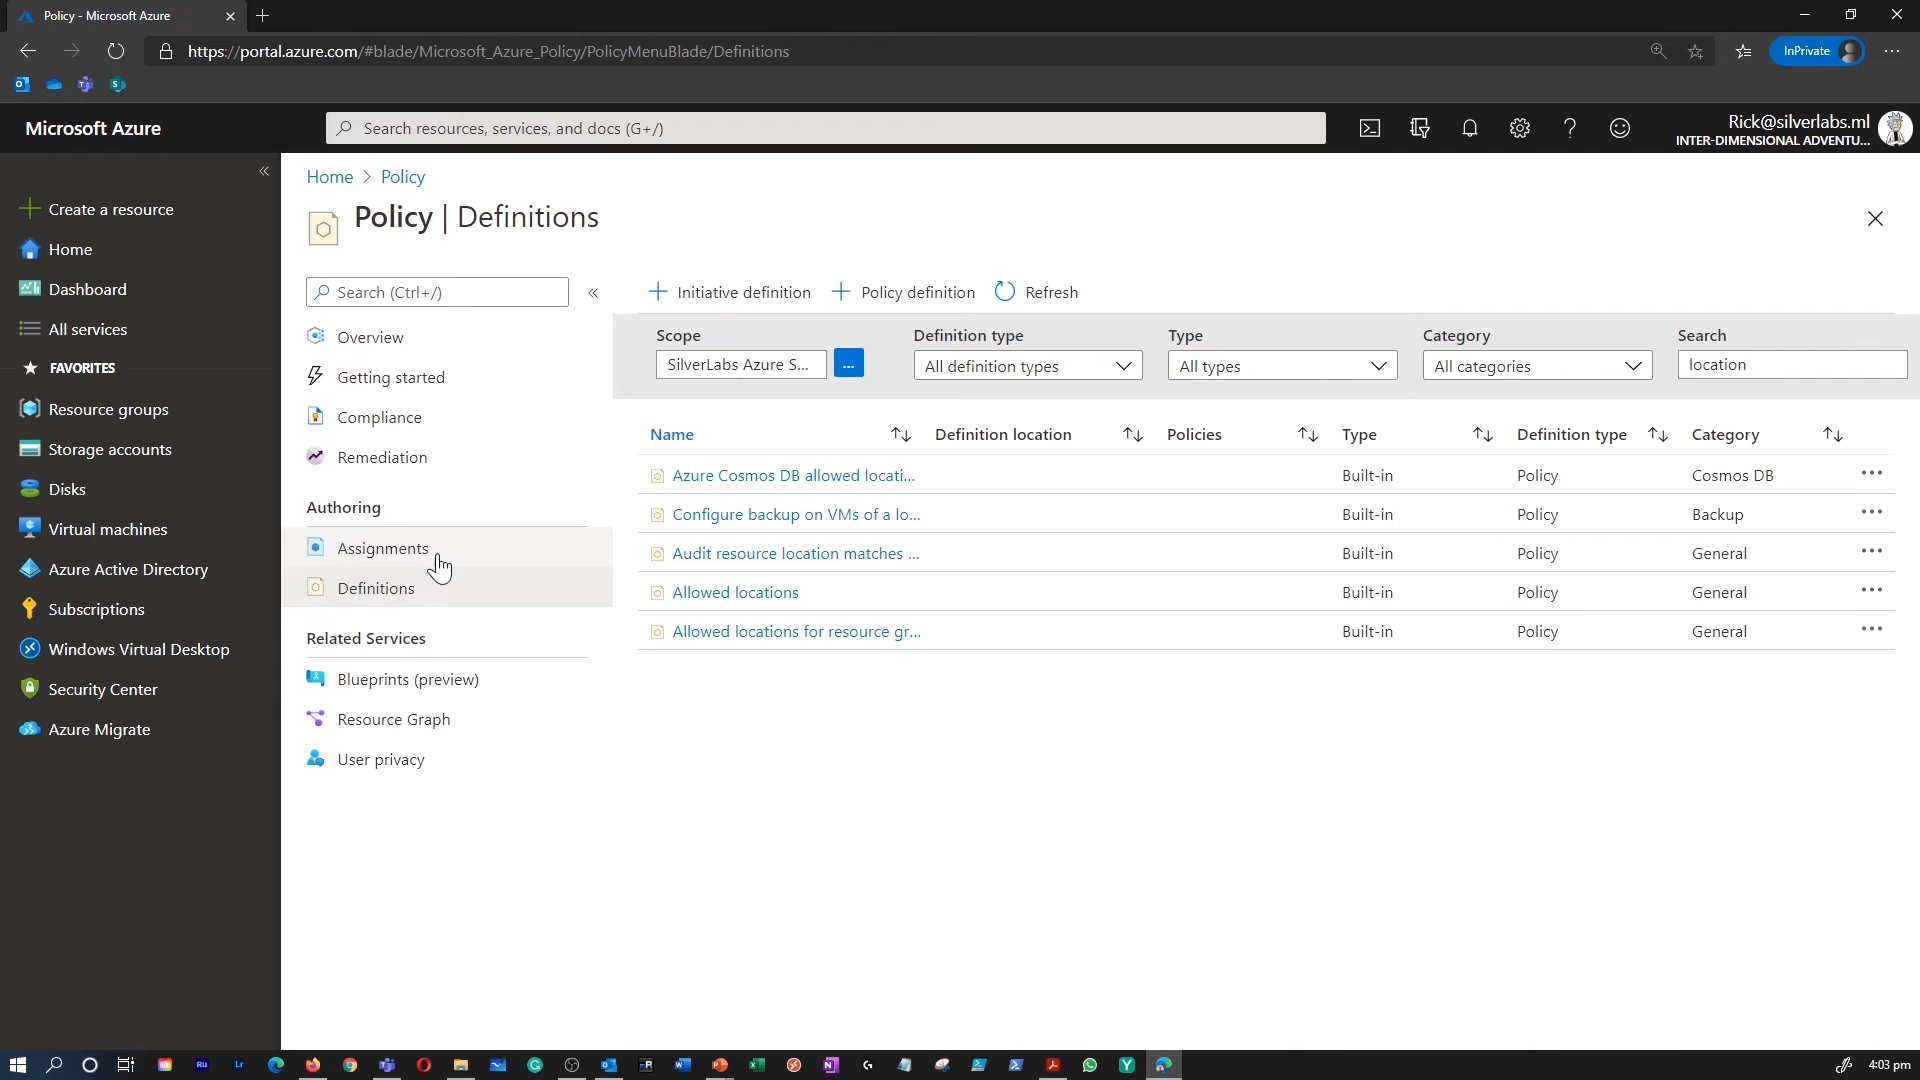 Policy - Microsoft Azure
https://portal.azure.com/#blade/Microsoft_Azure_Policy/PolicyMenuBlade/Definitions
InPrivate
Microsoft Azure
Search resources, services, and docs (G+/)
Rick@silverlabs.ml
INTER-DIMENSIONAL ADVENTU...
Create a resource
Home
Dashboard
All services
FAVORITES
Resource groups
Storage accounts
Disks
Virtual machines
Azure Active Directory
Subscriptions
Windows Virtual Desktop
Security Center
Azure Migrate
Home > Policy
Policy | Definitions
Search (Ctrl+/)
Overview
Getting started
Compliance
Remediation
Authoring
Assignments
Definitions
Related Services
Blueprints (preview)
Resource Graph
User privacy
Initiative definition Policy definition Refresh
Scope Definition type Type Category Search
SilverLabs Azure S... ... All definition types All types All categories location
Name Definition location Policies Type Definition type Category
Azure Cosmos DB allowed locati... Built-in Policy Cosmos DB
Configure backup on VMs of a lo... Built-in Policy Backup
Audit resource location matches ... Built-in Policy General
Allowed locations Built-in Policy General
Allowed locations for resource gr... Built-in Policy General
Ru
Lr
4:03 pm